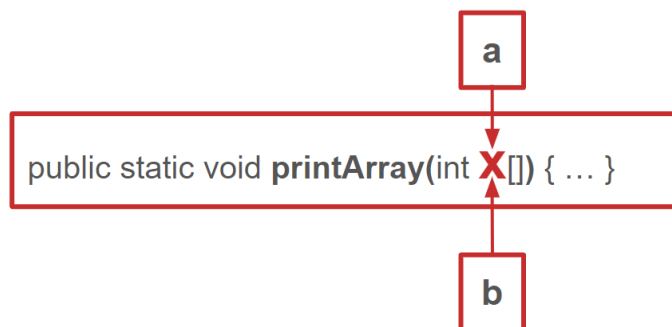 a
public static void printArray(int X[]) { … }
b